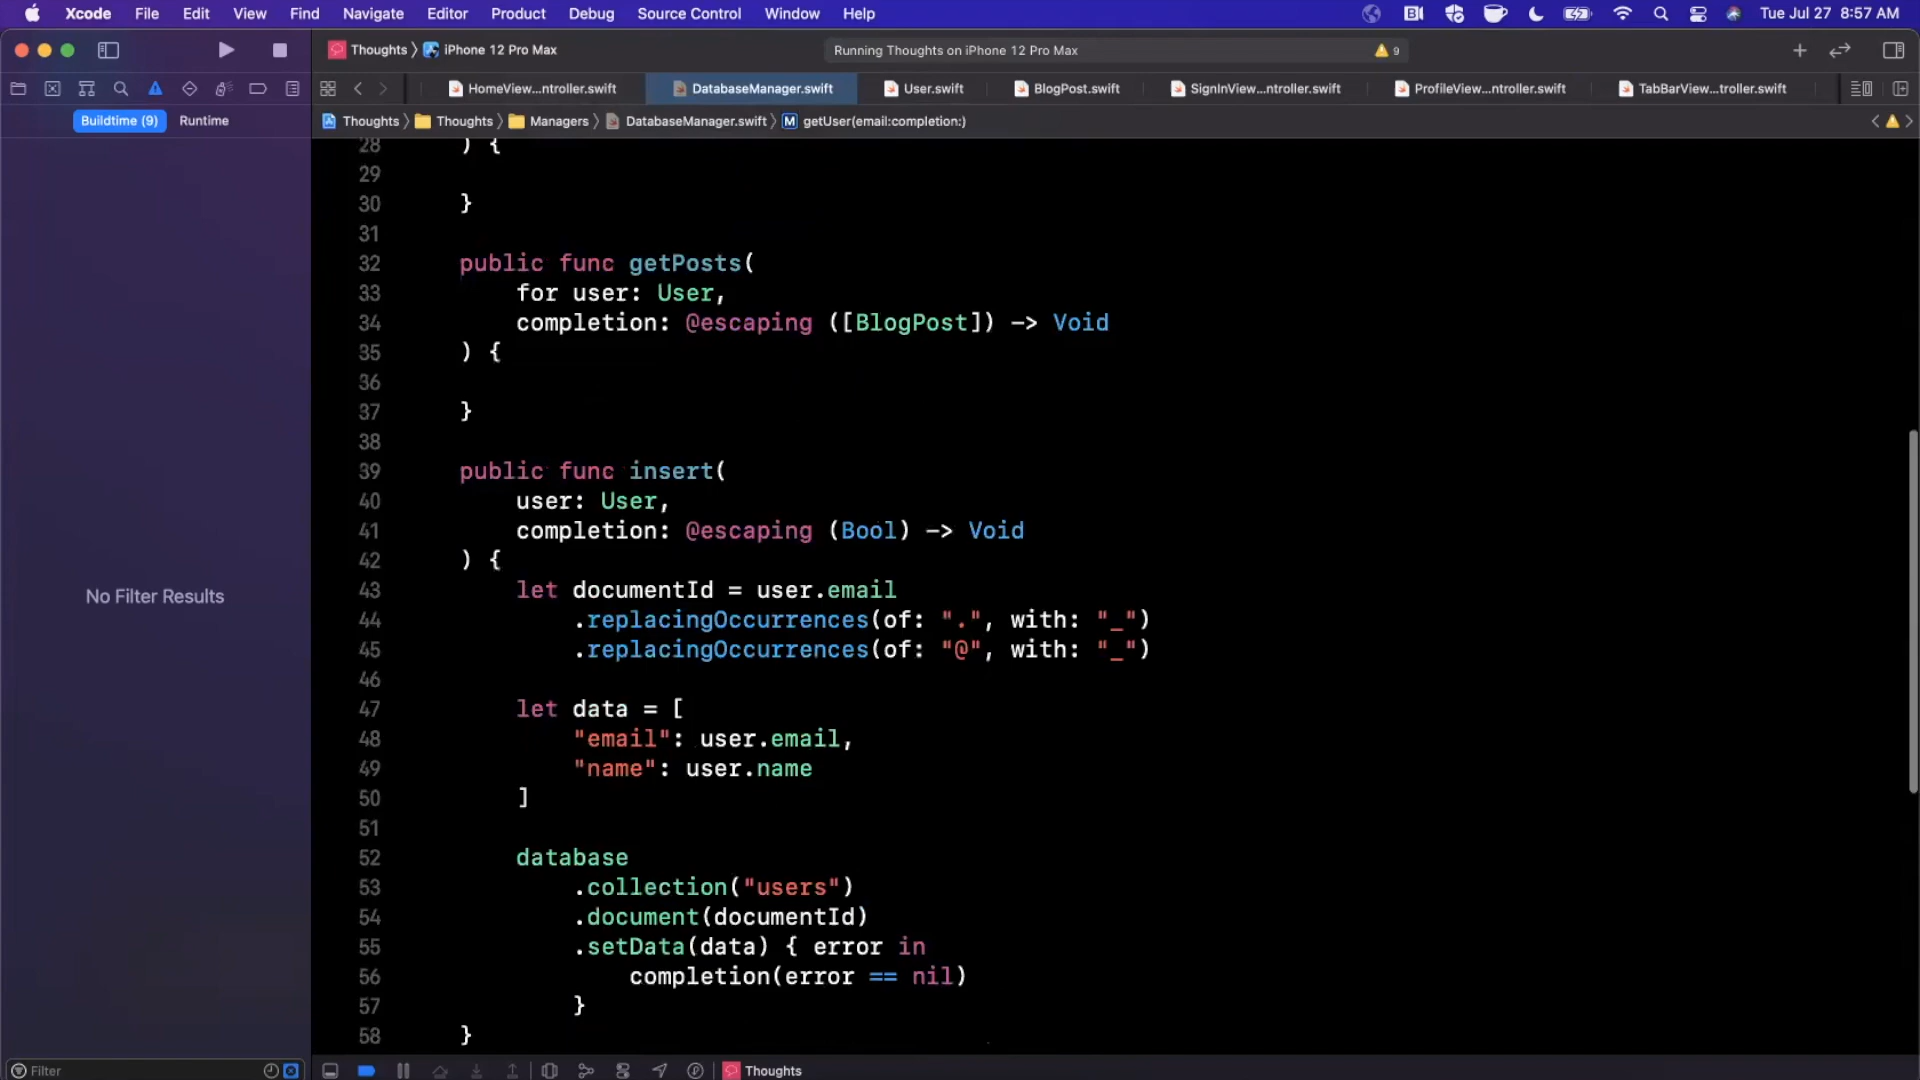 Xcode File Edit View Find Navigate Editor Product Debug Source Control Window Help Tue Jul 27 8:57 AM
Thoughts 〉 iPhone 12 Pro Max Running Thoughts on iPhone 12 Pro Max 9
HomeView...ntroller.swift DatabaseManager.swift User.swift BlogPost.swift SignInView...ntroller.swift ProfileView...ntroller.swift TabBarView...troller.swift
Buildtime (9) Runtime
Thoughts 〉 Thoughts 〉 Managers 〉 DatabaseManager.swift 〉 M getUser(email:completion:)
28 ) {
29
30 }
31
32 public func getPosts(
33 for user: User,
34 completion: @escaping ([BlogPost]) -> Void
35 ) {
36
37 }
38
39 public func insert(
40 user: User,
41 completion: @escaping (Bool) -> Void
42 ) {
43 let documentId = user.email
44 .replacingOccurrences(of: ".", with: "_")
45 .replacingOccurrences(of: "@", with: "_")
46
47 let data = [
48 "email": user.email,
49 "name": user.name
50 ]
51
52 database
53 .collection("users")
54 .document(documentId)
55 .setData(data) { error in
56 completion(error == nil)
57 }
58 }
No Filter Results
Filter
Thoughts